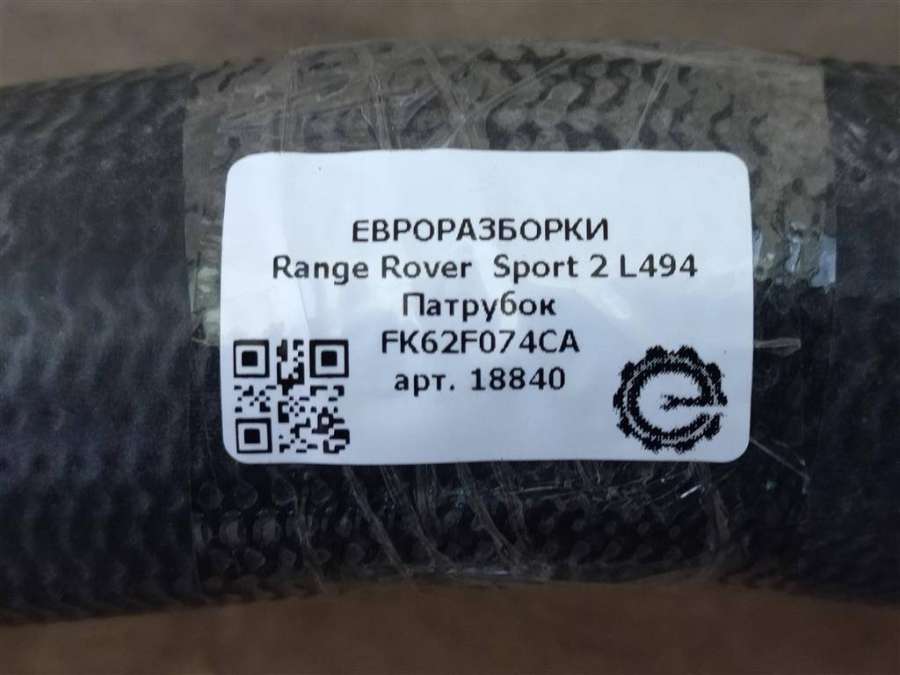 ЕВРОРАЗБОРКИ
Range Rover Sport 2 L494
Патрубок
FK62F074CA
арт. 18840